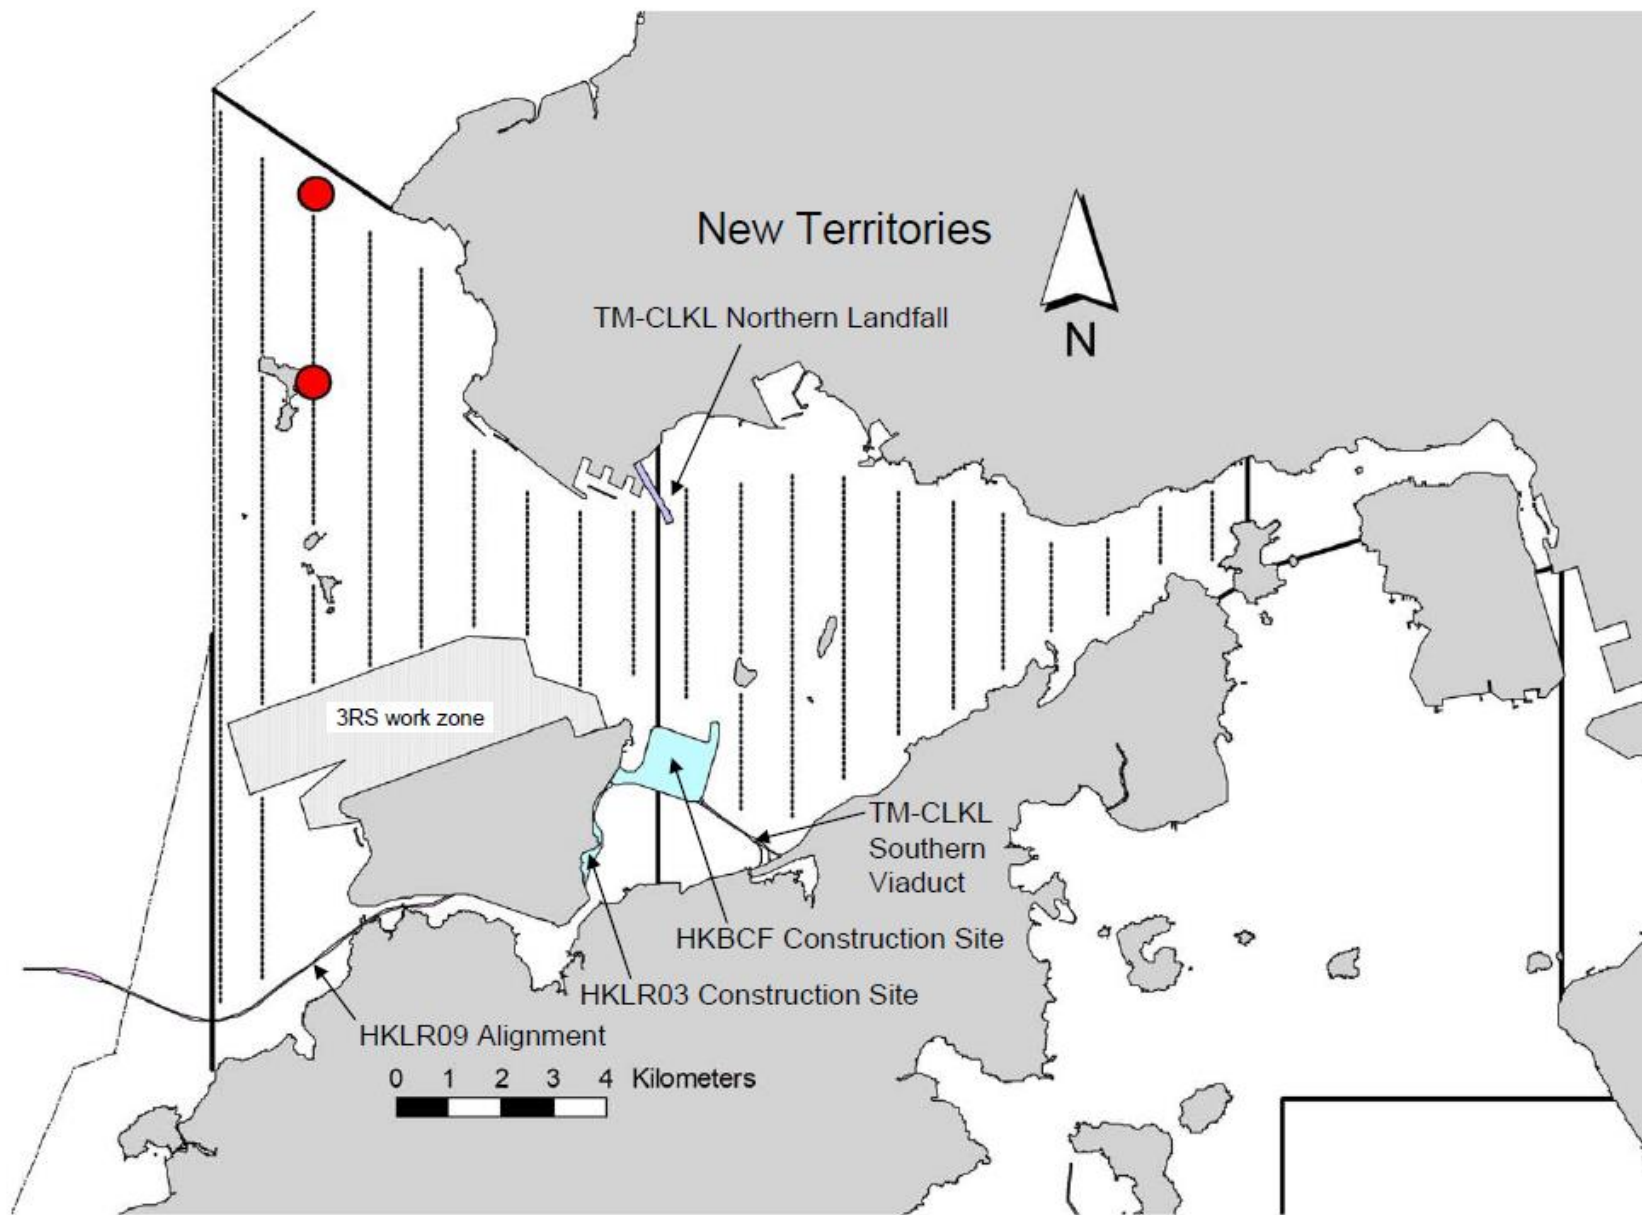 New Territories
TM-CLKL Northern Landfall
N
3RS work zone
TM-CLKL
Southern
Viaduct
HKBCF Construction Site
HKLR03 Construction Site
HKLR09 Alignment
0 1 2 3 4 Kilometers